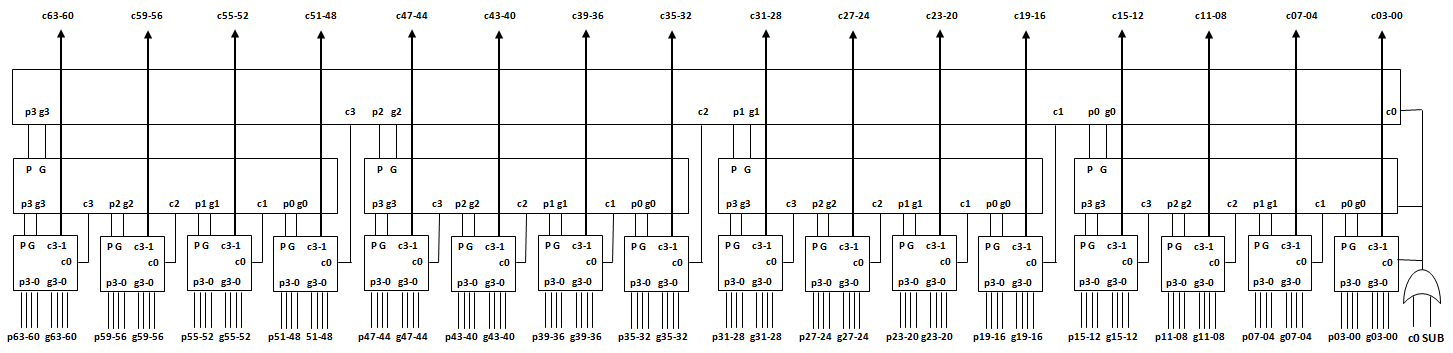 c63-60 c59-56 c55-52 c51-48 c47-44 c43-40 c39-36 c35-32 c31-28 c27-24 c23-20 c19-16 c15-12 c11-08 c07-04 c03-00
p3 g3 c3 p2 g2 c2 p1 g1 c1 p0 g0 c0
P G P G P G P G
p3 g3 c3 p2 g2 c2 p1 g1 c1 p0 g0 p3 g3 c3 p2 g2 c2 p1 g1 c1 p0 g0 p3 g3 c3 p2 g2 c2 p1 g1 c1 p0 g0 p3 g3 c3 p2 g2 c2 p1 g1 c1 p0 g0
P G c3-1 P G c3-1 P G c3-1 P G c3-1 P G c3-1 P G c3-1 P G c3-1 P G c3-1 P G c3-1 P G c3-1 P G c3-1 P G c3-1 P G c3-1 P G c3-1 P G c3-1 P G c3-1
c0 c0 c0 c0 c0 c0 c0 c0 c0 c0 c0 c0 c0 c0 c0 c0
p3-0 g3-0 p3-0 g3-0 p3-0 g3-0 p3-0 g3-0 p3-0 g3-0 p3-0 g3-0 p3-0 g3-0 p3-0 g3-0 p3-0 g3-0 p3-0 g3-0 p3-0 g3-0 p3-0 g3-0 p3-0 g3-0 p3-0 g3-0 p3-0 g3-0 p3-0 g3-0
p63-60 g63-60 p59-56 g59-56 p55-52 g55-52 p51-48 51-48 p47-44 g47-44 p43-40 g43-40 p39-36 g39-36 p35-32 g35-32 p31-28 g31-28 p27-24 g27-24 p23-20 g23-20 p19-16 g19-16 p15-12 g15-12 p11-08 g11-08 p07-04 g07-04 p03-00 g03-00 c0 SUB